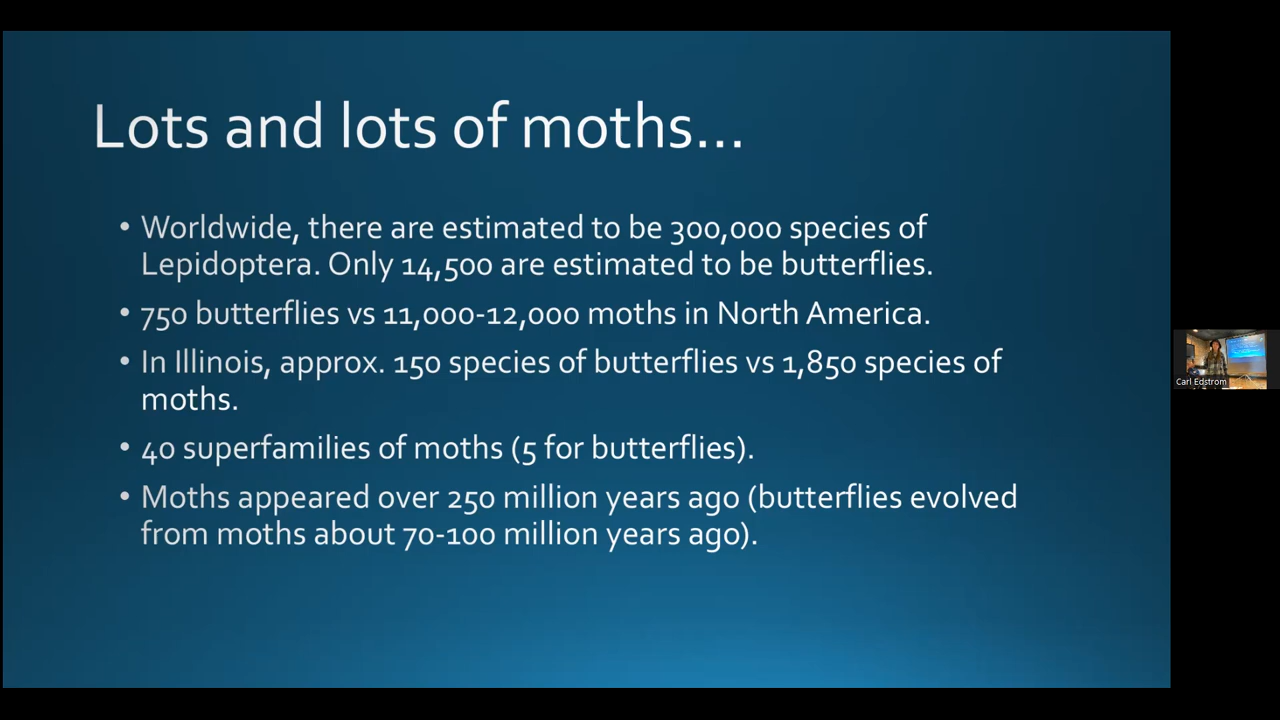 Lots and lots of moths...
• Worldwide, there are estimated to be 300,000 species of
Lepidoptera. Only 14,500 are estimated to be butterflies.
• 750 butterflies vs 11,000-12,000 moths in North America.
• In Illinois, approx. 150 species of butterflies vs 1,850 species of
moths.
• 40 superfamilies of moths (5 for butterflies).
• Moths appeared over 250 million years ago (butterflies evolved
from moths about 70-100 million years ago).
Carl Edstrom